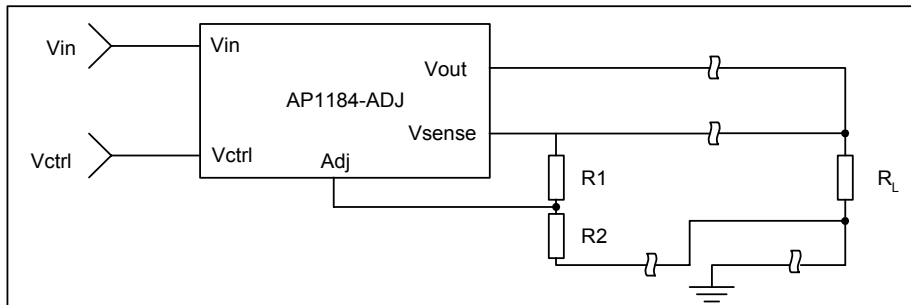 Vin
Vin
Vout
AP1184-ADJ
Vsense
Vctrl
Vctrl
Adj
R1
RL
R2